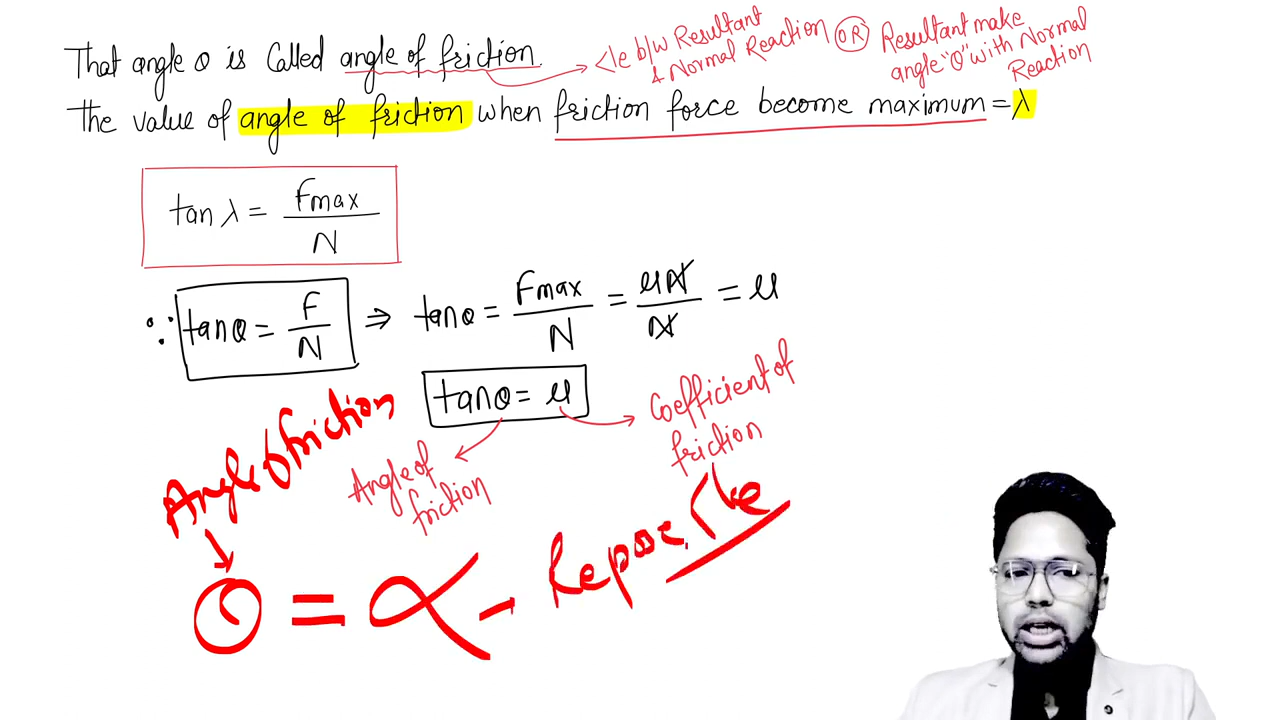 That angle θ is Called angle of friction.
<le b/w Resultant
& Normal Reaction
OR
Resultant make
angle "θ" with Normal
Reaction
The value of angle of friction when friction force become maximum = λ
tan λ = Fmax / N
∵ tanθ = F / N ⇒ tanθ = Fmax / N = μN / N = μ
tanθ = μ
Coefficient of
friction
Angle of
friction
Angle of friction
θ = α - Repose <le